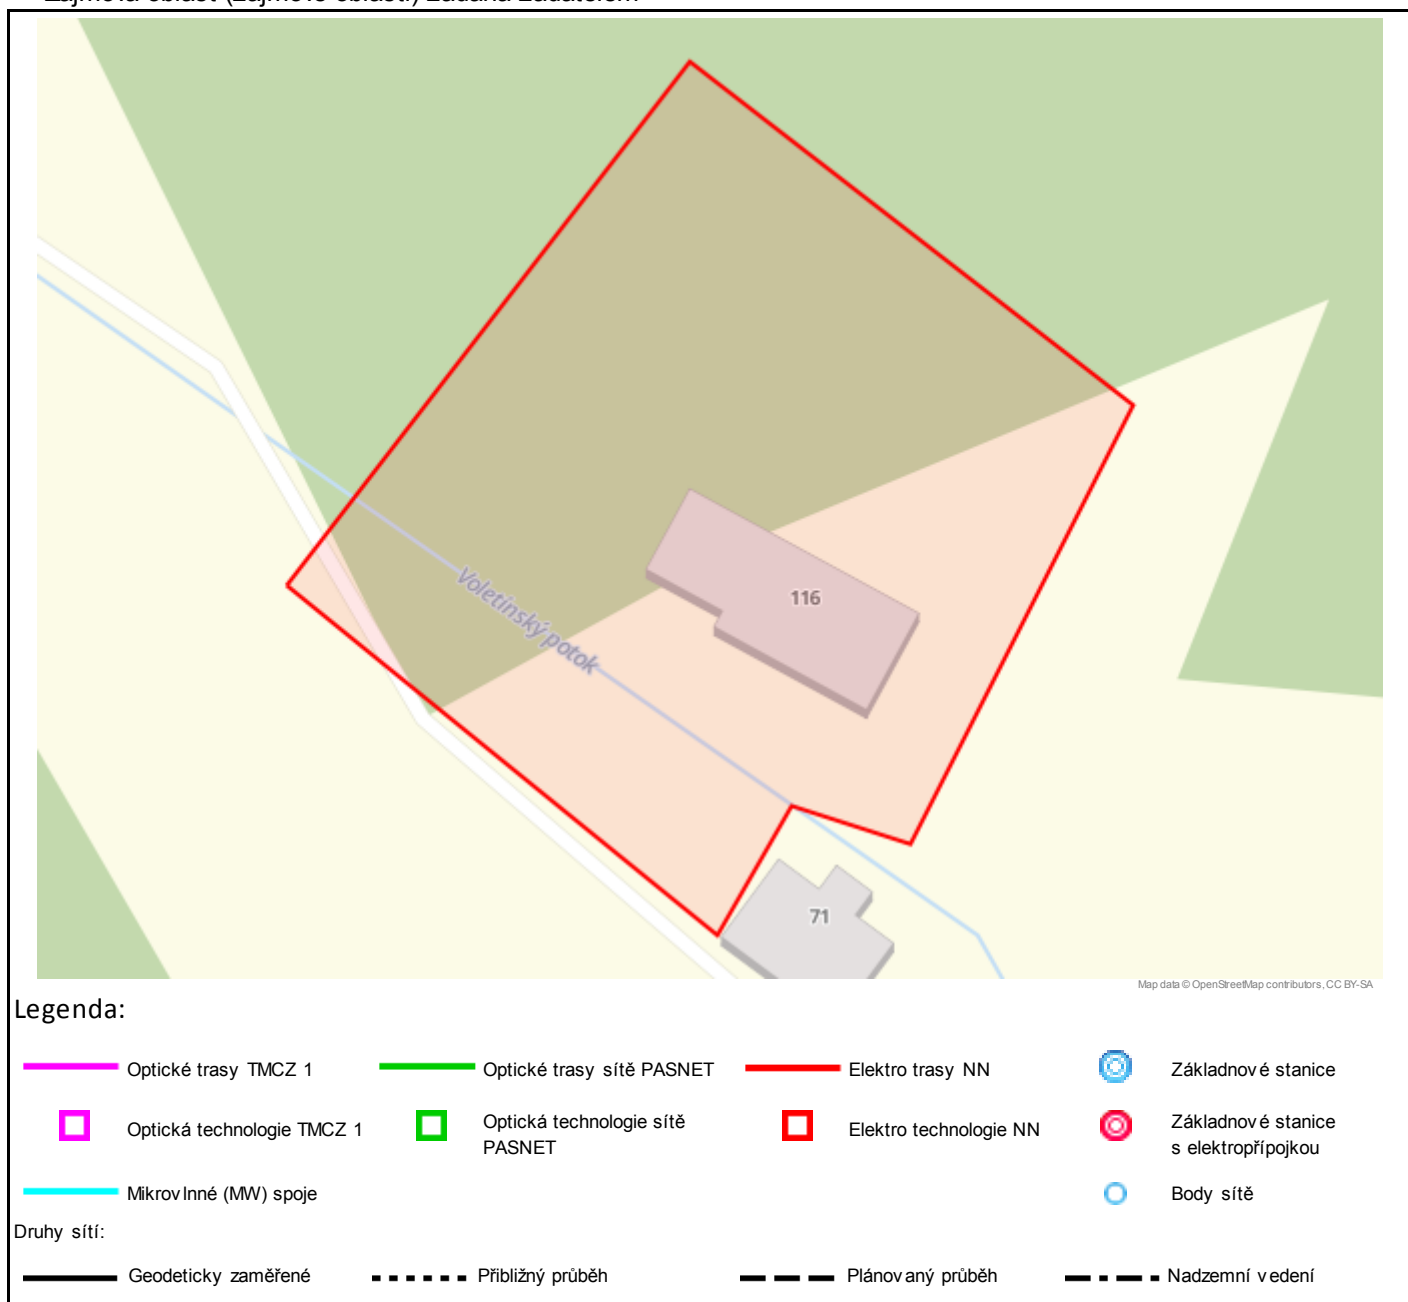 116
Voletínský potok
71
Map data © OpenStreetMap contributors, CC BY-SA
Legenda:
Optické trasy TMCZ 1
Optické trasy sítě PASNET
Elektro trasy NN
Základnové stanice
Optická technologie TMCZ 1
Optická technologie sítě
PASNET
Elektro technologie NN
Základnové stanice
s elektropřípojkou
Mikrovlnné (MW) spoje
Body sítě
Druhy sítí:
Geodeticky zaměřené
Přibližný průběh
Plánovaný průběh
Nadzemní vedení